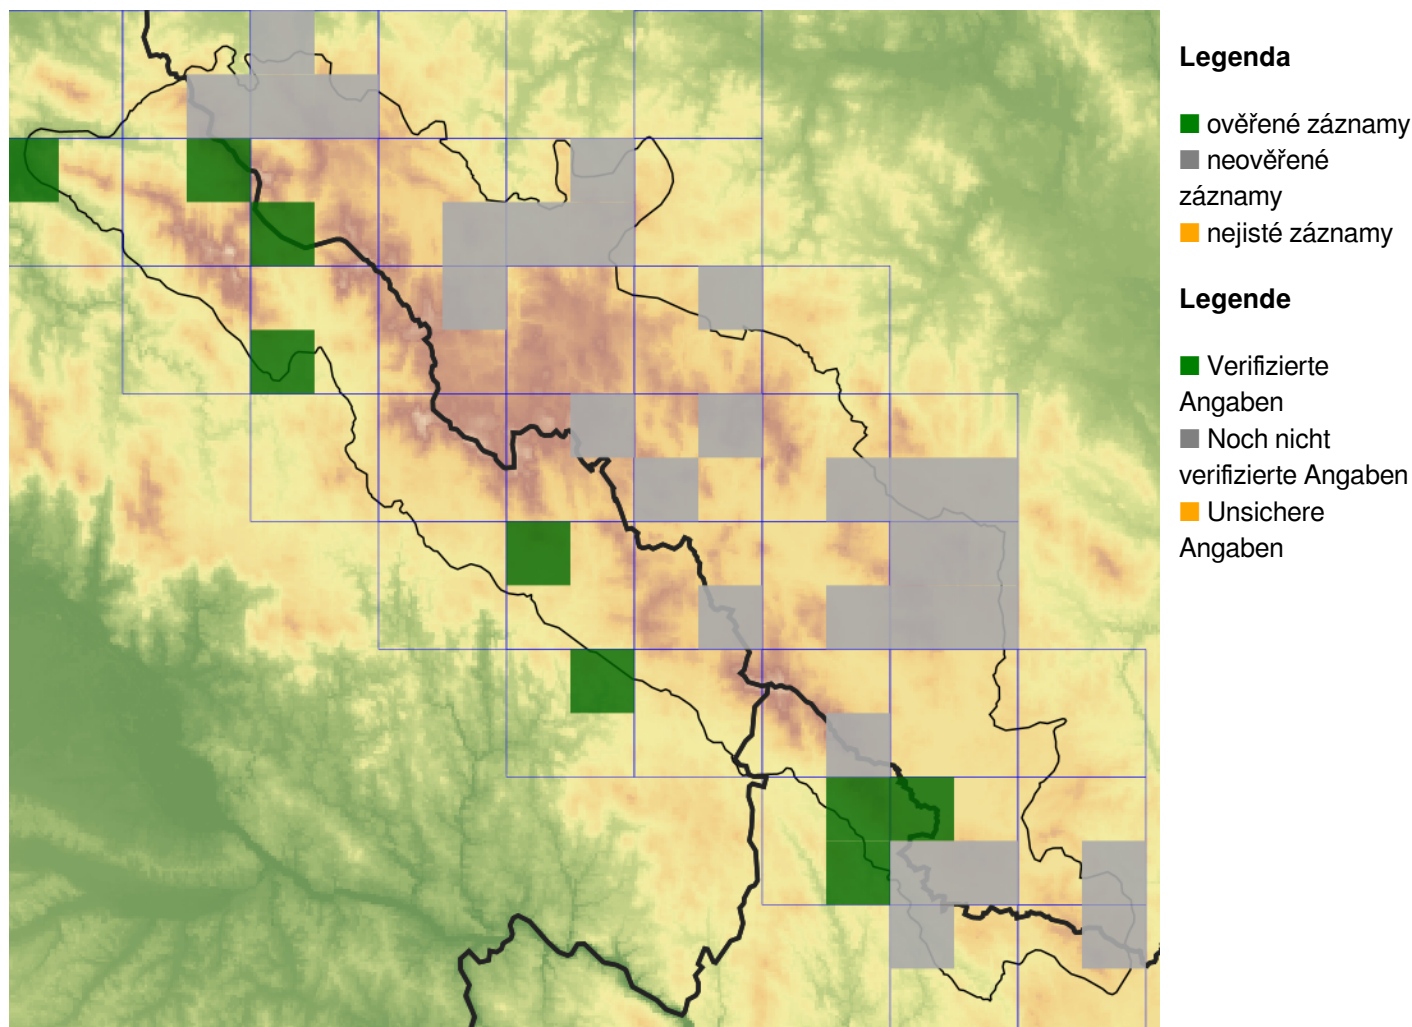 Legenda
ověřené záznamy
neověřené
záznamy
nejisté záznamy
Legende
Verifizierte
Angaben
Noch nicht
verifizierte Angaben
Unsichere
Angaben